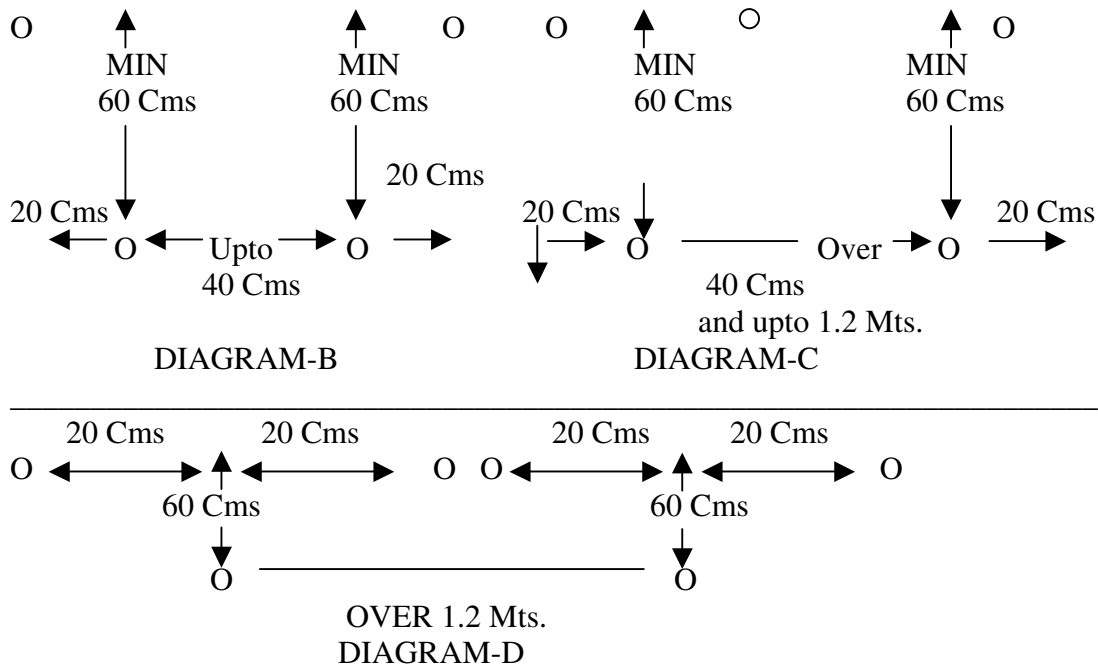 O O O O O
MIN MIN MIN MIN
60 Cms 60 Cms 60 Cms 60 Cms
20 Cms
20 Cms 20 Cms 20 Cms
O Upto O O Over O
40 Cms 40 Cms
and upto 1.2 Mts.
DIAGRAM-B DIAGRAM-C
20 Cms 20 Cms 20 Cms 20 Cms
O O O O
60 Cms 60 Cms
O O
OVER 1.2 Mts.
DIAGRAM-D